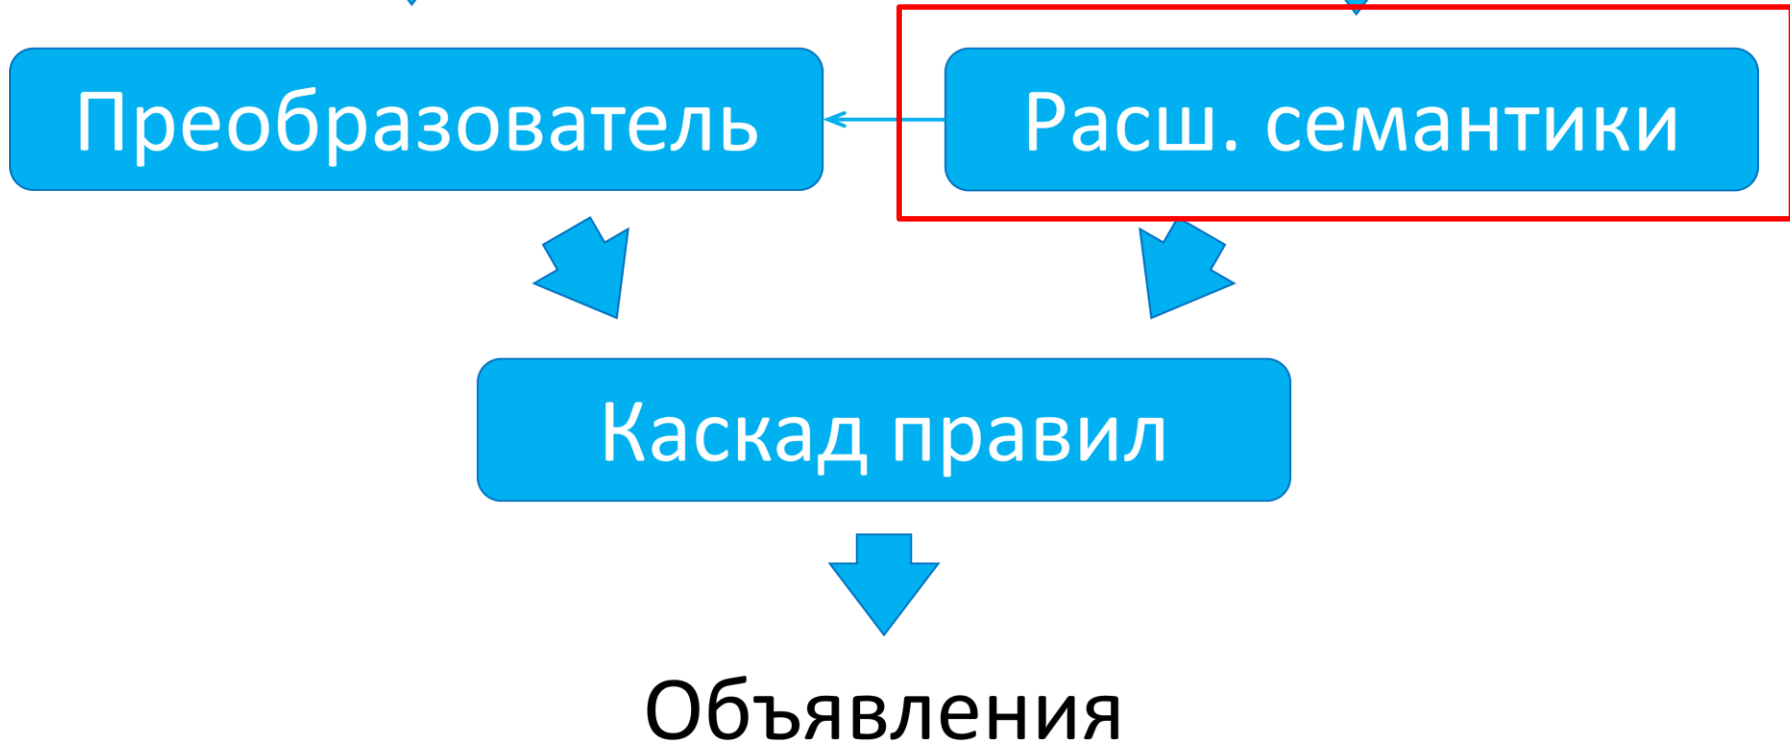 Преобразователь
Расш. семантики
Каскад правил
Объявления